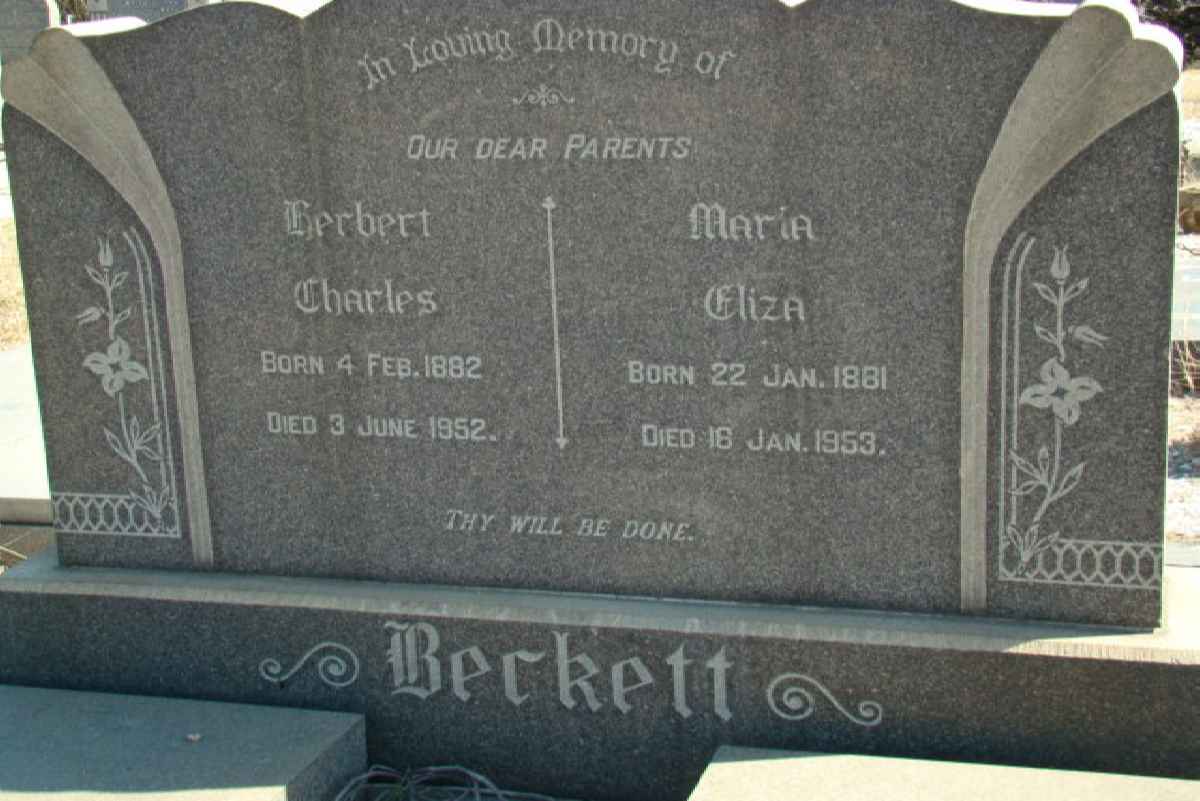 In Loving Memory of
OUR DEAR PARENTS
Herbert
Charles
BORN 4 FEB. 1882
DIED 3 JUNE 1952.
Maria
Eliza
BORN 22 JAN. 1881
DIED 16 JAN. 1953.
THY WILL BE DONE.
Beckett